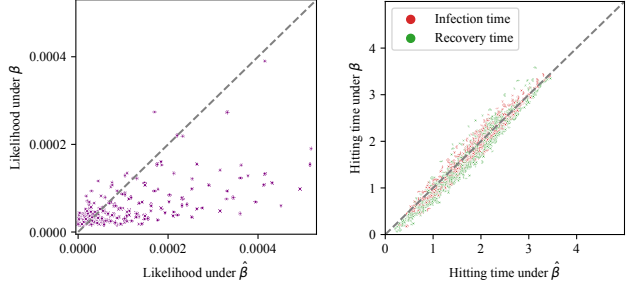 0.0004
0.0002
0.0000
0.0000
0.0002
0.0004
Likelihood under β
Likelihood under β̂
Infection time
Recovery time
5
4
3
2
1
0
0
1
2
3
4
Hitting time under β
Hitting time under β̂